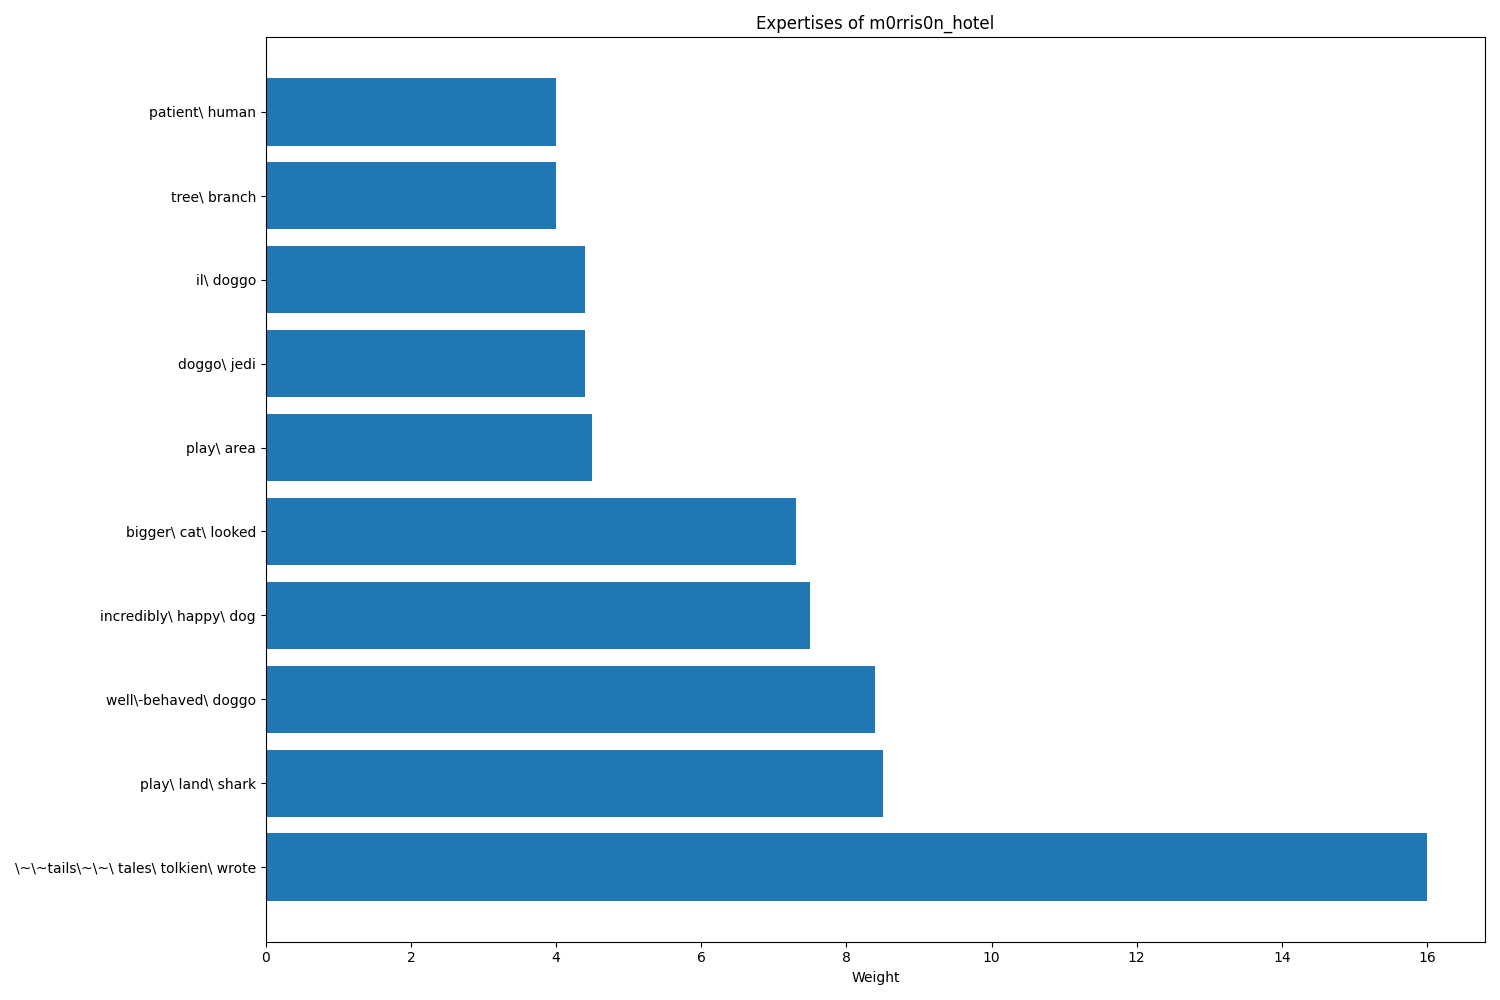 Expertises of m0rris0n_hotel
patient\ human
tree\ branch
il\ doggo
doggo\ jedi
play\ area
bigger\ cat\ looked
incredibly\ happy\ dog
well\-behaved\ doggo
play\ land\ shark
\~\~tails\~\~\ tales\ tolkien\ wrote
0 2 4 6 8 10 12 14 16
Weight